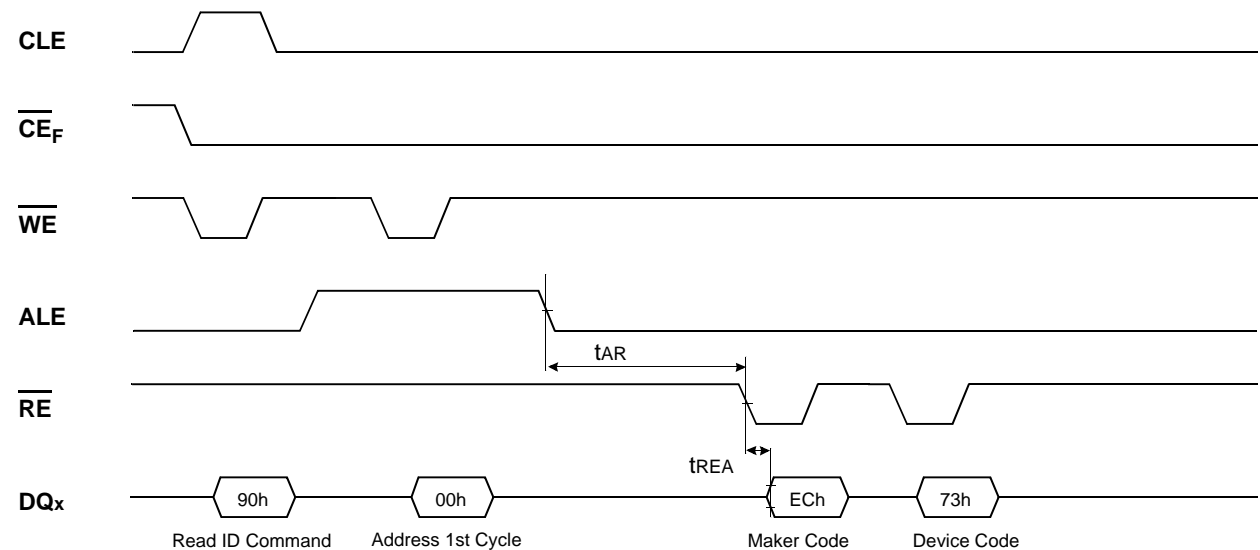 CLE
CEF
WE
ALE
tAR
RE
tREA
DQx
90h
00h
ECh
73h
Read ID Command
Address 1st Cycle
Maker Code
Device Code